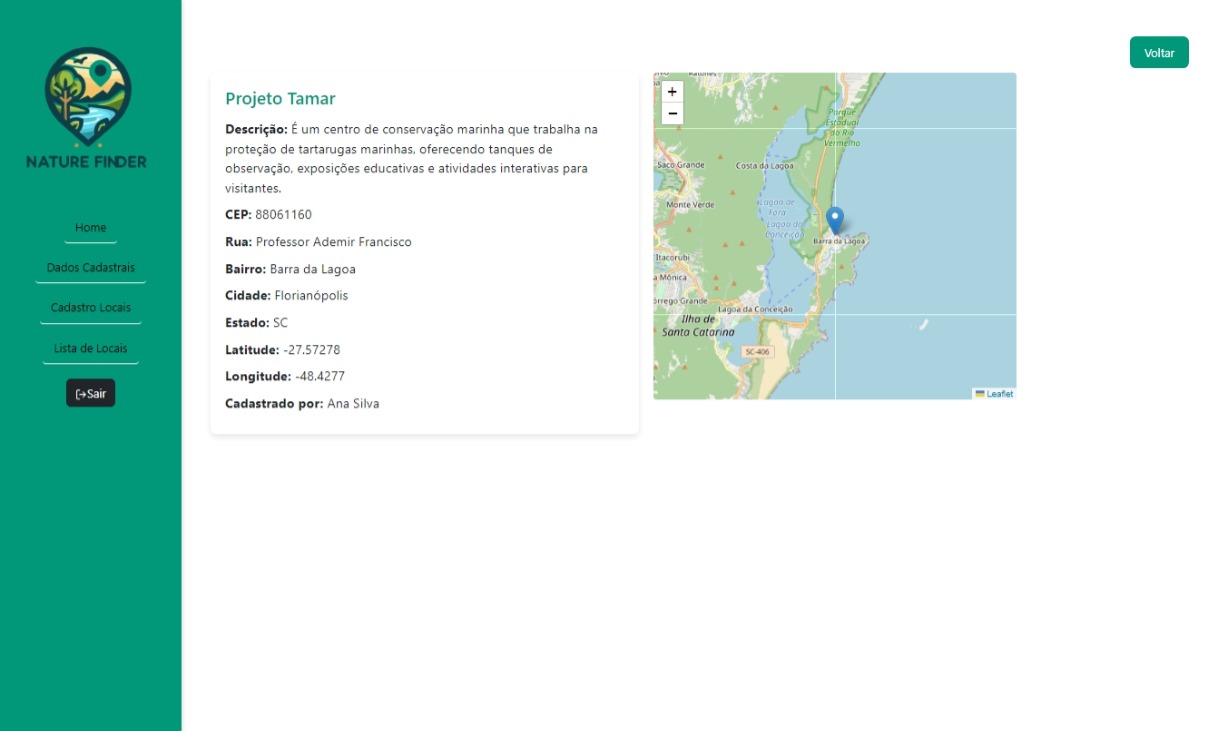 NATURE FINDER
Home
Dados Cadastrais
Cadastro Locais
Lista de Locais
Sair
Voltar
Projeto Tamar
Descrição: É um centro de conservação marinha que trabalha na
proteção de tartarugas marinhas, oferecendo tanques de
observação, exposições educativas e atividades interativas para
visitantes.
CEP: 88061160
Rua: Professor Ademir Francisco
Bairro: Barra da Lagoa
Cidade: Florianópolis
Estado: SC
Latitude: -27.57278
Longitude: -48.4277
Cadastrado por: Ana Silva
+
−
Parque
Estadual
do Rio
Vermelho
Saco Grande
Costa da Lagoa
Monte Verde
Lagoa de
Fora
Lagoa da
Conceição
Barra da Lagoa
Itacorubi
a Mônica
órrego Grande
Lagoa da Conceição
Ilha de
Santa Catarina
SC-406
Leaflet